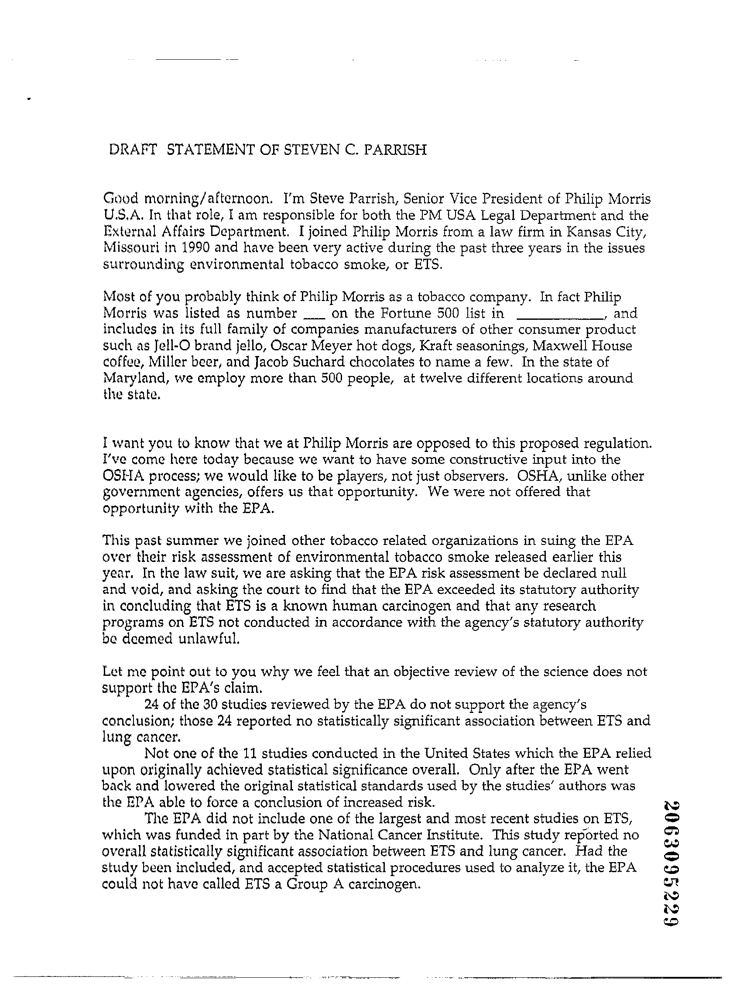 DRAFT STATEMENT OF STEVEN C. PARRISH
Good morning/afternoon. I'm Steve Parrish, Senior Vice President of Philip Morris
U.S.A. In that role, I am responsible for both the PM USA Legal Department and the
External Affairs Department. I joined Philip Morris from a law firm in Kansas City,
Missouri in 1990 and have been very active during the past three years in the issues
surrounding environmental tobacco smoke, or ETS.
Most of you probably think of Philip Morris as a tobacco company. In fact Philip
Morris was listed as number ___ on the Fortune 500 list in ___________, and
includes in its full family of companies manufacturers of other consumer product
such as Jell-O brand jello, Oscar Meyer hot dogs, Kraft seasonings, Maxwell House
coffee, Miller beer, and Jacob Suchard chocolates to name a few. In the state of
Maryland, we employ more than 500 people, at twelve different locations around
the state.
I want you to know that we at Philip Morris are opposed to this proposed regulation.
I've come here today because we want to have some constructive input into the
OSHA process; we would like to be players, not just observers. OSHA, unlike other
government agencies, offers us that opportunity. We were not offered that
opportunity with the EPA.
This past summer we joined other tobacco related organizations in suing the EPA
over their risk assessment of environmental tobacco smoke released earlier this
year. In the law suit, we are asking that the EPA risk assessment be declared null
and void, and asking the court to find that the EPA exceeded its statutory authority
in concluding that ETS is a known human carcinogen and that any research
programs on ETS not conducted in accordance with the agency's statutory authority
be deemed unlawful.
Let me point out to you why we feel that an objective review of the science does not
support the EPA's claim.
24 of the 30 studies reviewed by the EPA do not support the agency's
conclusion; those 24 reported no statistically significant association between ETS and
lung cancer.
Not one of the 11 studies conducted in the United States which the EPA relied
upon originally achieved statistical significance overall. Only after the EPA went
back and lowered the original statistical standards used by the studies' authors was
the EPA able to force a conclusion of increased risk.
The EPA did not include one of the largest and most recent studies on ETS,
which was funded in part by the National Cancer Institute. This study reported no
overall statistically significant association between ETS and lung cancer. Had the
study been included, and accepted statistical procedures used to analyze it, the EPA
could not have called ETS a Group A carcinogen.
2063095229